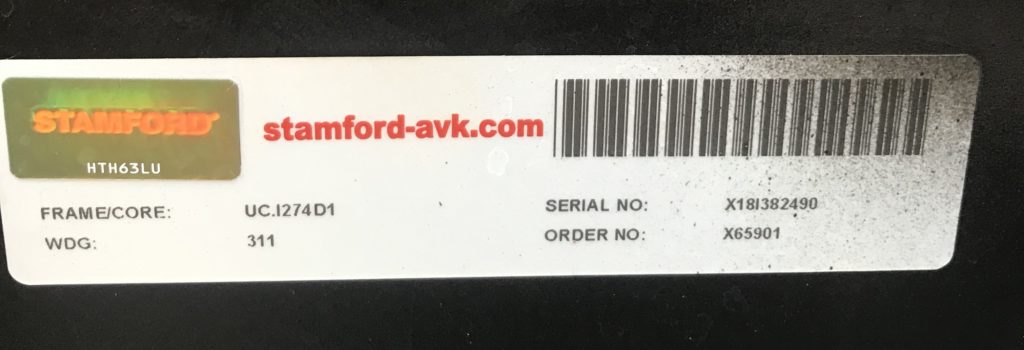 STAMFORD
HTH63LU
stamford-avk.com
FRAME/CORE: UC.I274D1
WDG: 311
SERIAL NO: X18I382490
ORDER NO: X65901